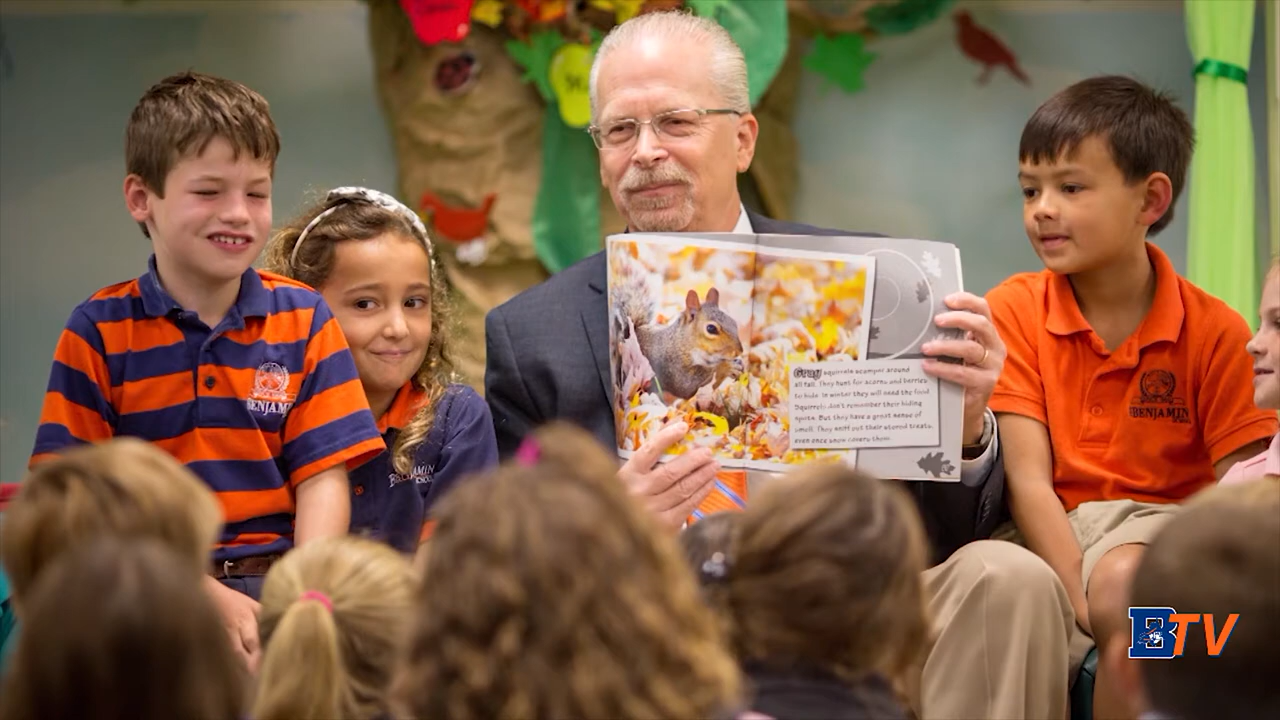 Gray squirrels scamper around
all fall. They hunt for acorns and berries
to hide. In winter they will need the food.
Squirrels don't remember their hiding
spots. But they have a great sense of
smell. They sniff out their stored treats,
even once snow covers them.
BENJAMIN
BENJAMIN
SCHOOL
BENJAMIN
SCHOOL
BTV